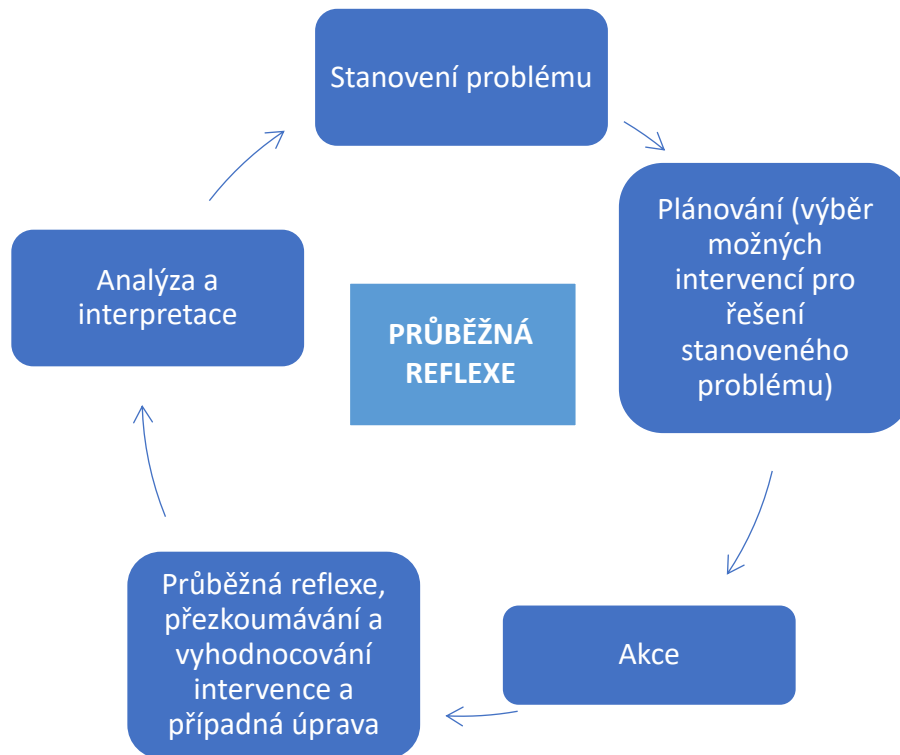 Stanovení problému
Plánování (výběr
možných
intervencí pro
řešení
stanoveného
problému)
Akce
Průběžná reflexe,
přezkoumávání a
vyhodnocování
intervence a
případná úprava
Analýza a
interpretace
PRŮBĚŽNÁ
REFLEXE